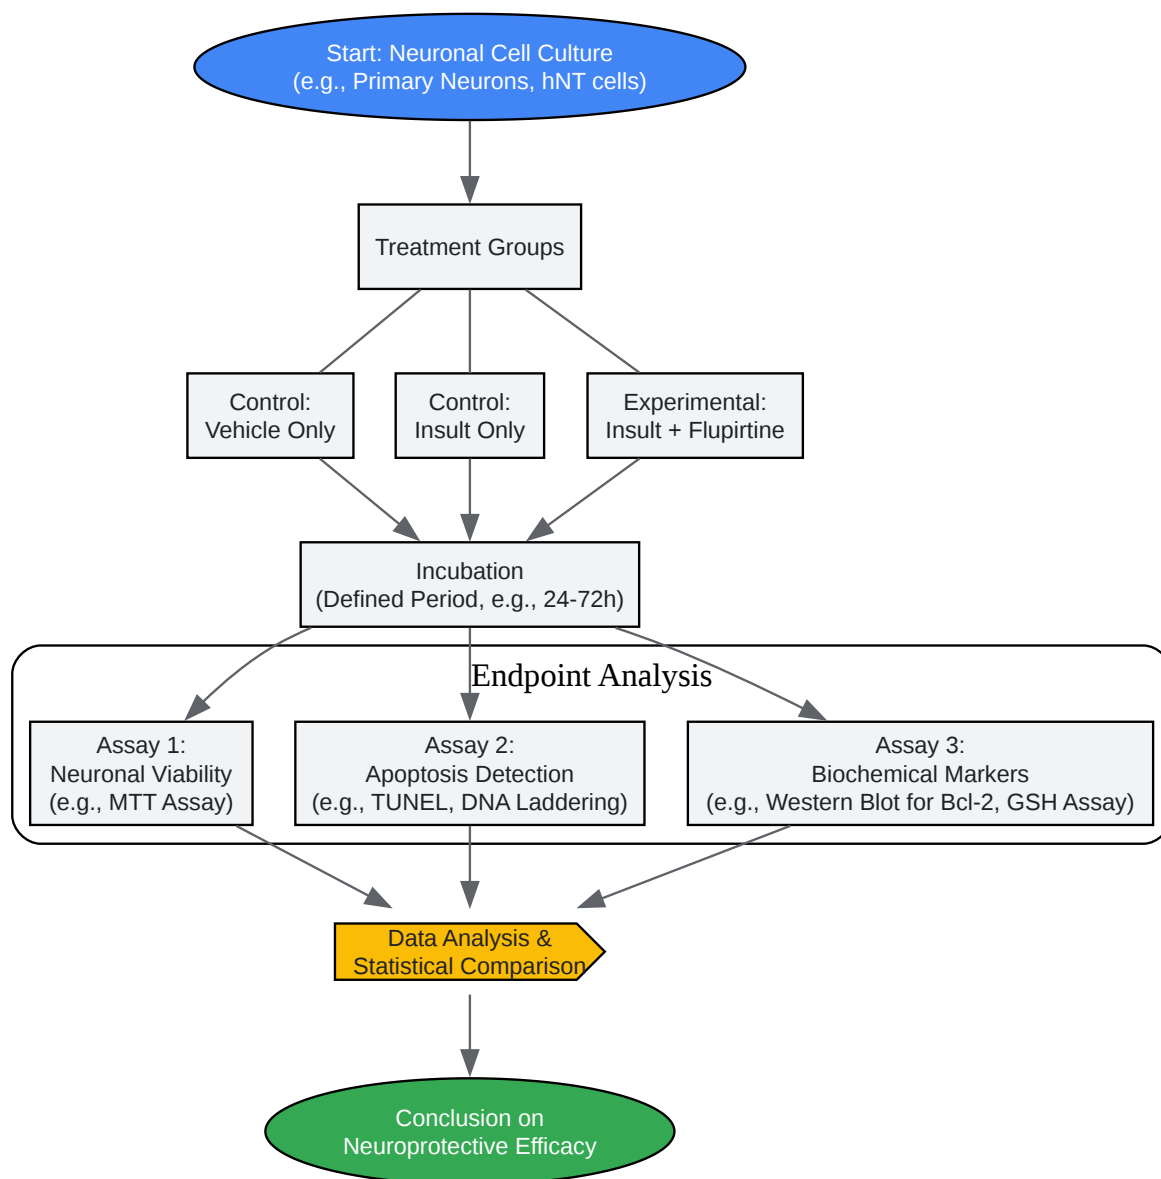 Start: Neuronal Cell Culture
(e.g., Primary Neurons, hNT cells)
Treatment Groups
Control:
Vehicle Only
Control:
Insult Only
Experimental:
Insult + Flupirtine
Incubation
(Defined Period, e.g., 24-72h)
Endpoint Analysis
Assay 1:
Neuronal Viability
(e.g., MTT Assay)
Assay 2:
Apoptosis Detection
(e.g., TUNEL, DNA Laddering)
Assay 3:
Biochemical Markers
(e.g., Western Blot for Bcl-2, GSH Assay)
Data Analysis &
Statistical Comparison
Conclusion on
Neuroprotective Efficacy